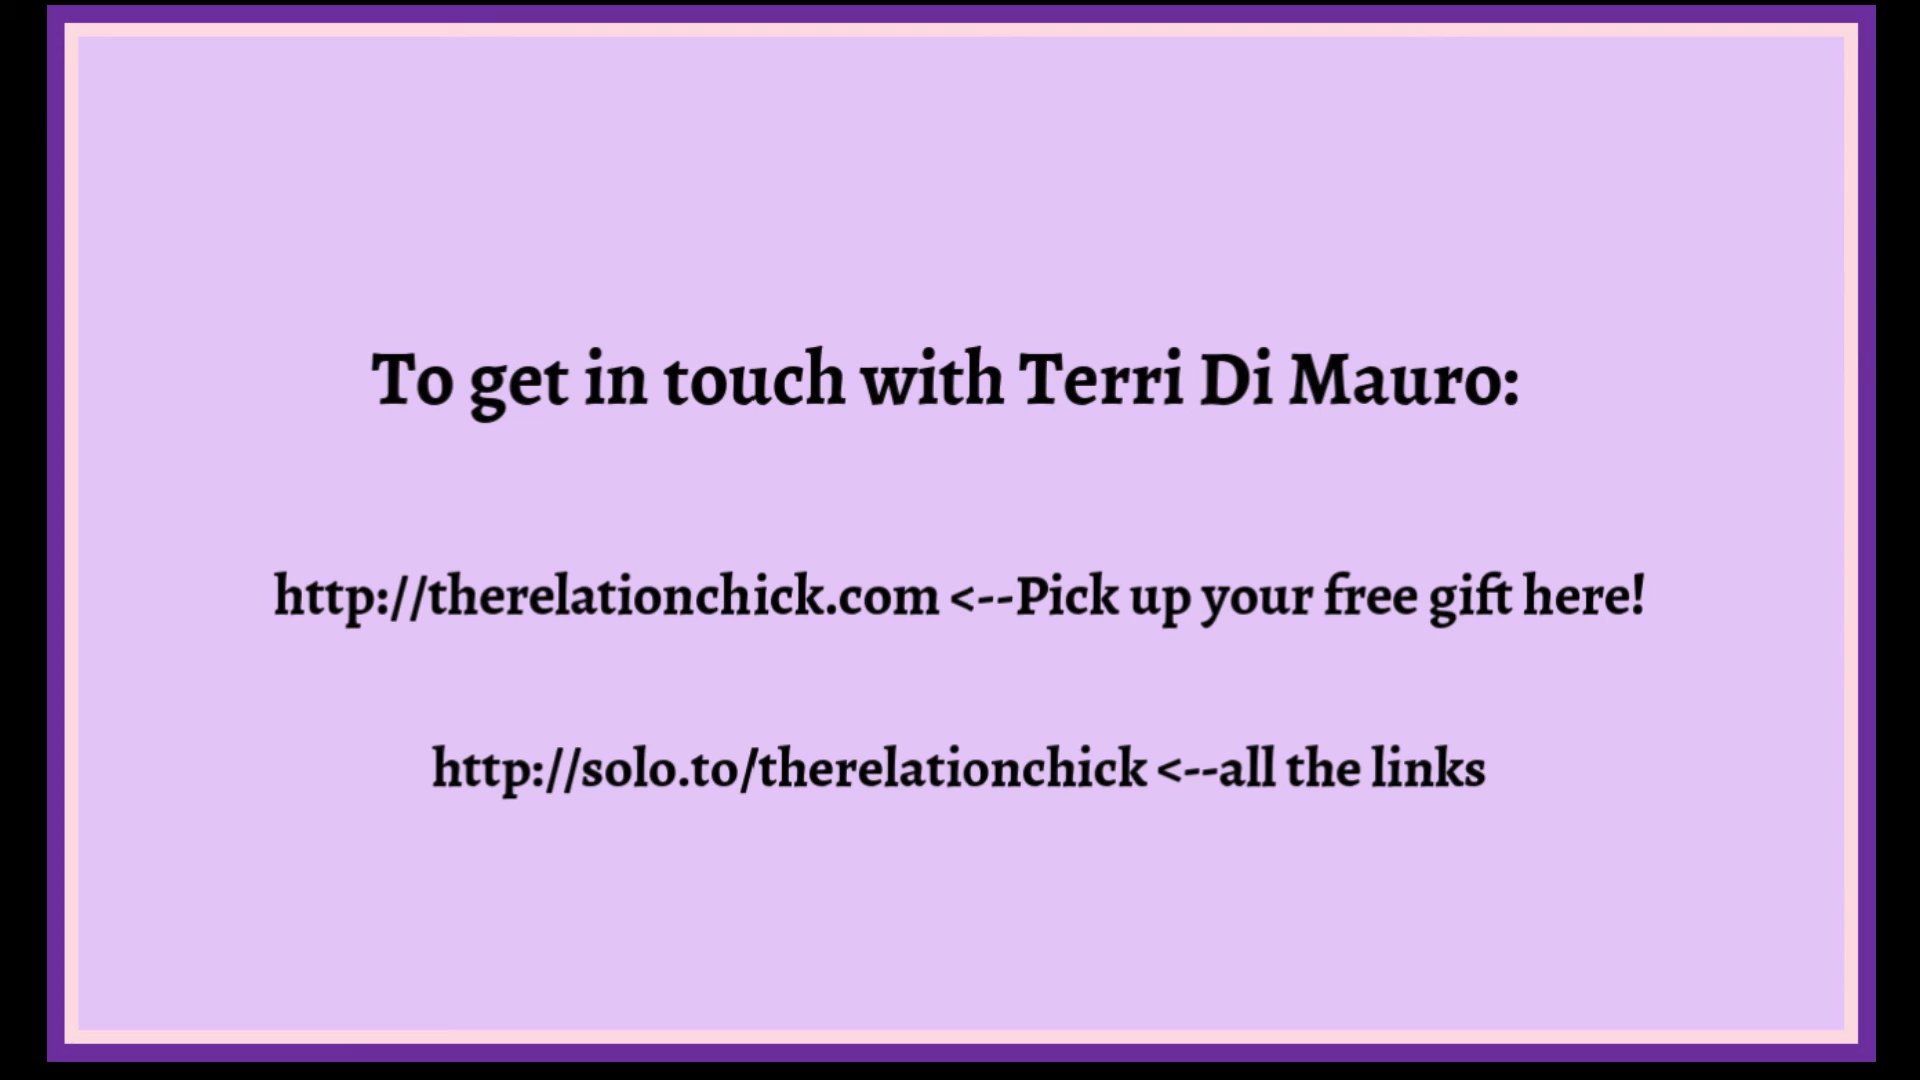 To get in touch with Terri Di Mauro:
http://therelationchick.com <--Pick up your free gift here!
http://solo.to/therelationchick <--all the links